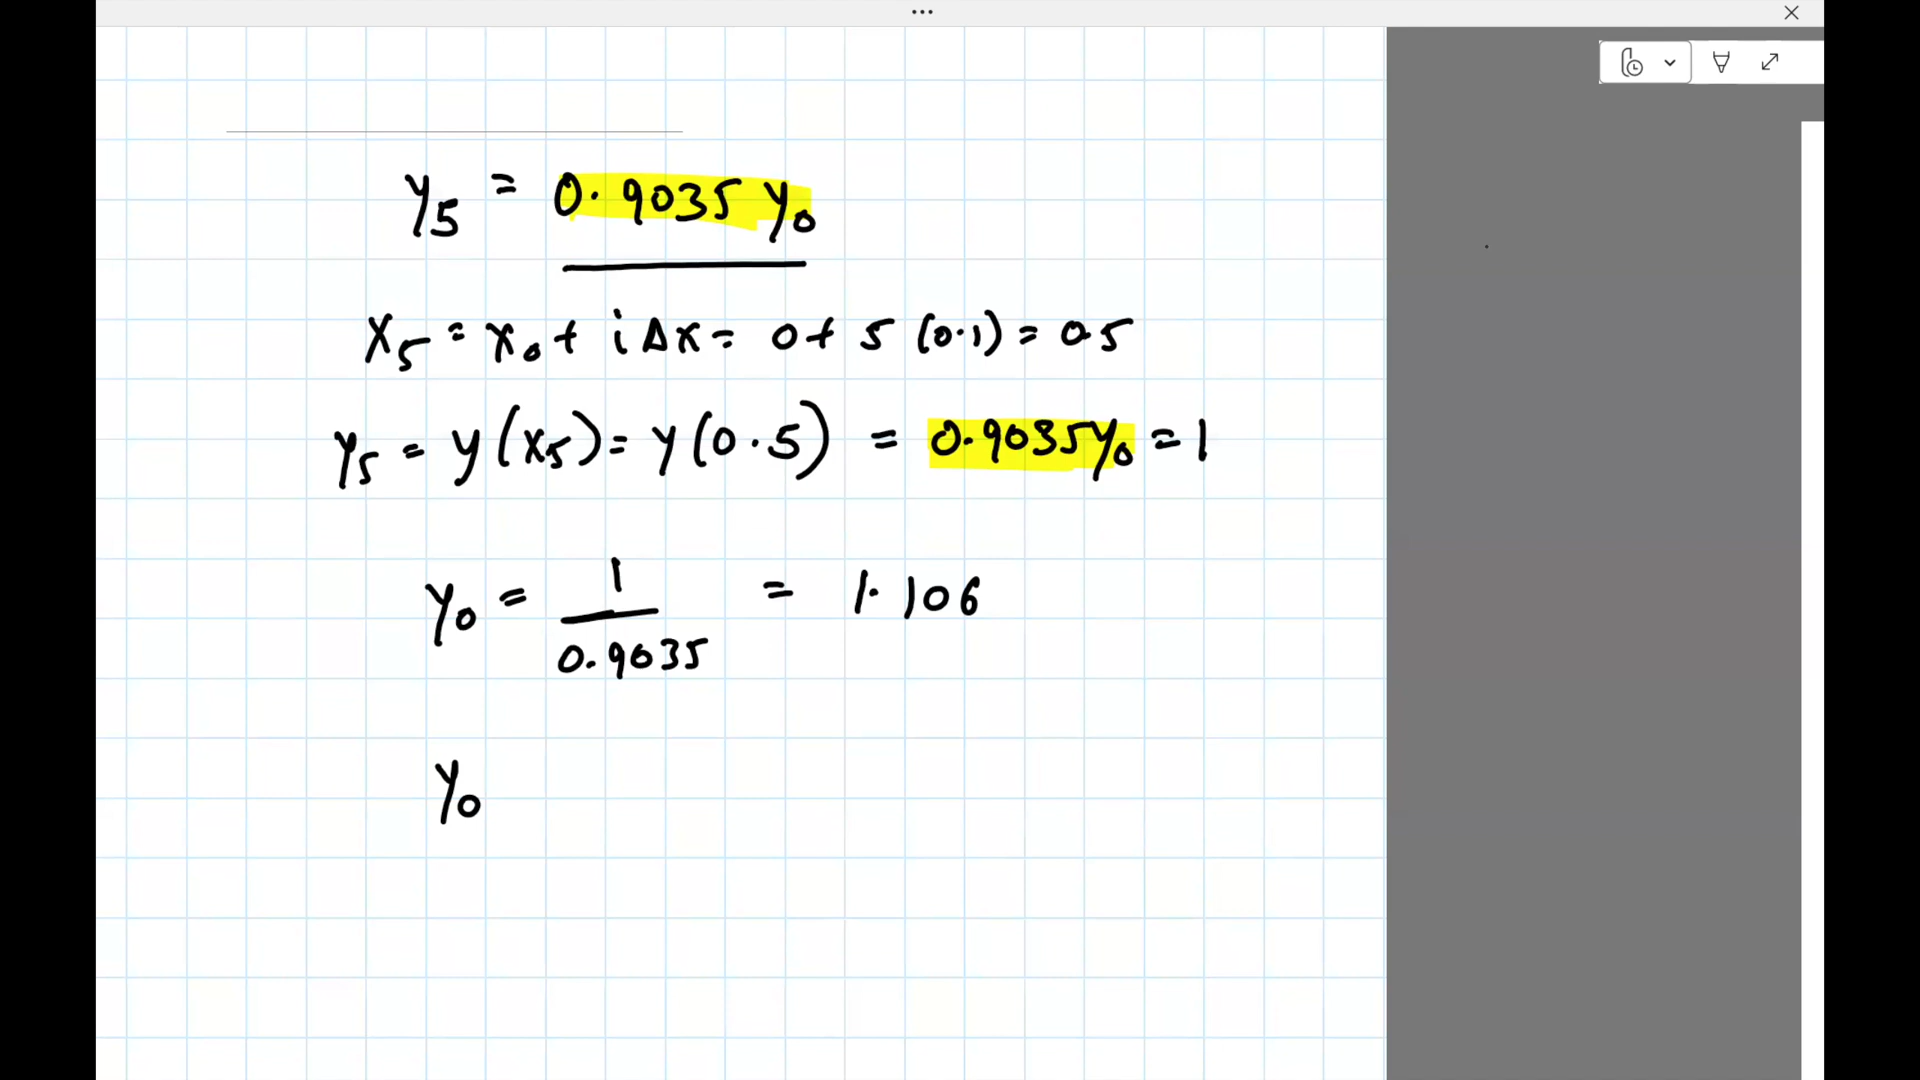 y₅ = 0.9035 y₀
x₅ = x₀ + i Δx = 0 + 5 (0.1) = 0.5
y₅ = y(x₅) = y(0.5) = 0.9035y₀ = 1
y₀ = 1/0.9035 = 1.106
y₀